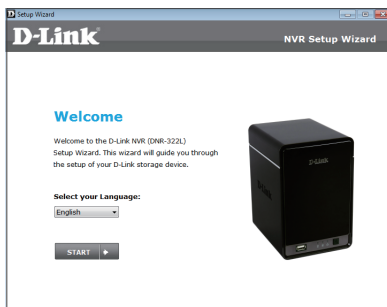 Setup Wizard
D-Link
NVR Setup Wizard
Welcome
Welcome to the D-Link NVR (DNR-322L)
Setup Wizard. This wizard will guide you through
the setup of your D-Link storage device.
Select your Language:
English
START
D-Link
D-Link